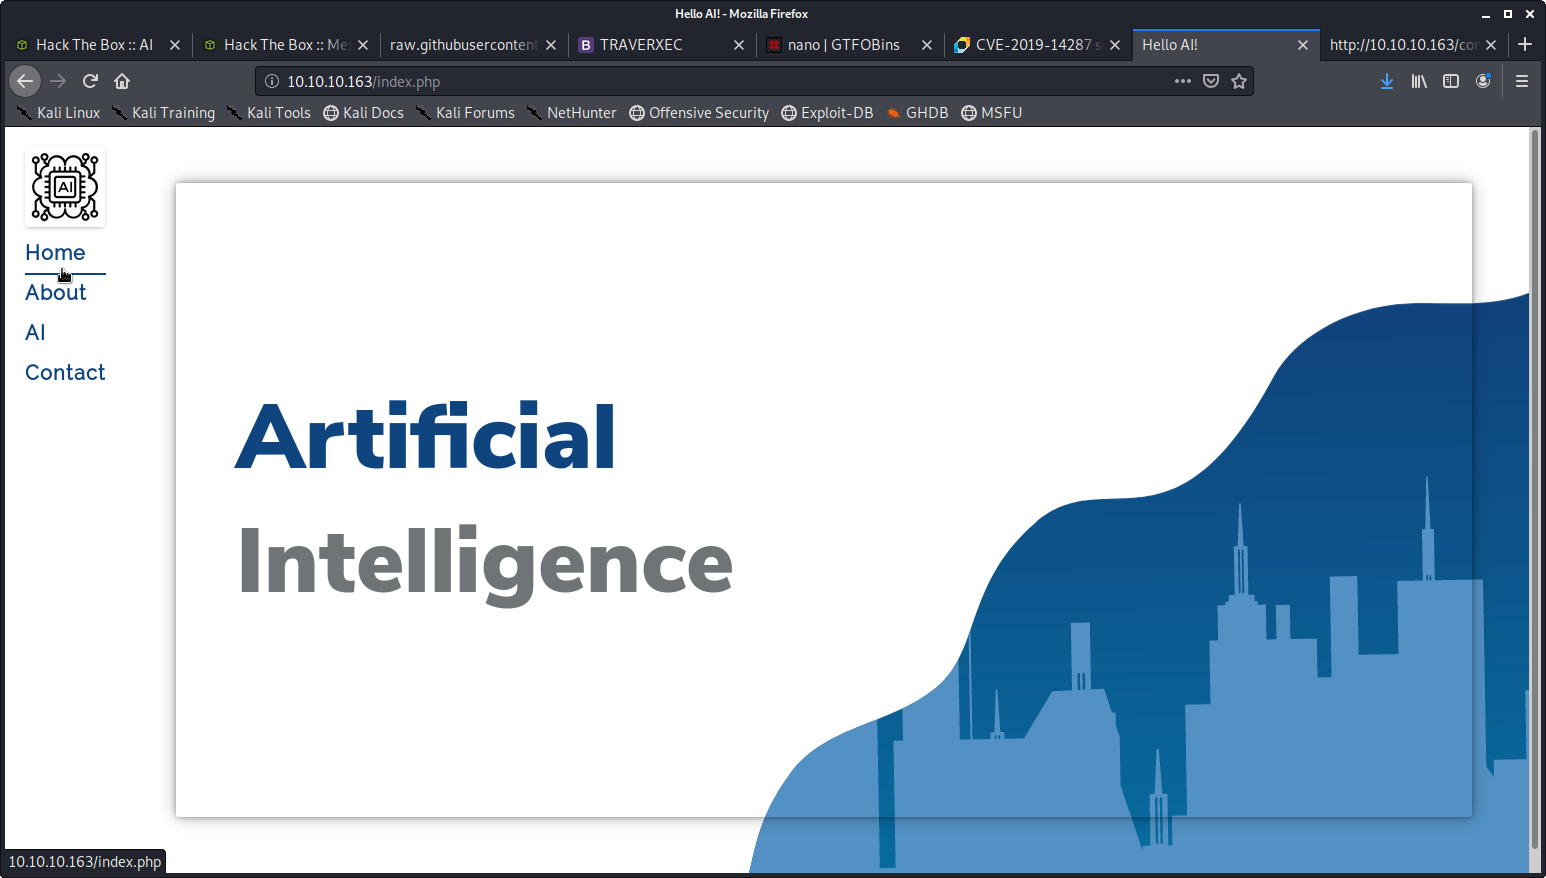 Hello AI! - Mozilla Firefox
Hack The Box :: AI
Hack The Box :: Me
raw.githubusercontent
B TRAVERXEC
nano | GTFOBins
CVE-2019-14287 s
Hello AI!
http://10.10.10.163/co
10.10.10.163/index.php
Kali Linux
Kali Training
Kali Tools
Kali Docs
Kali Forums
NetHunter
Offensive Security
Exploit-DB
GHDB
MSFU
AI
Home
About
AI
Contact
Artificial
Intelligence
10.10.10.163/index.php